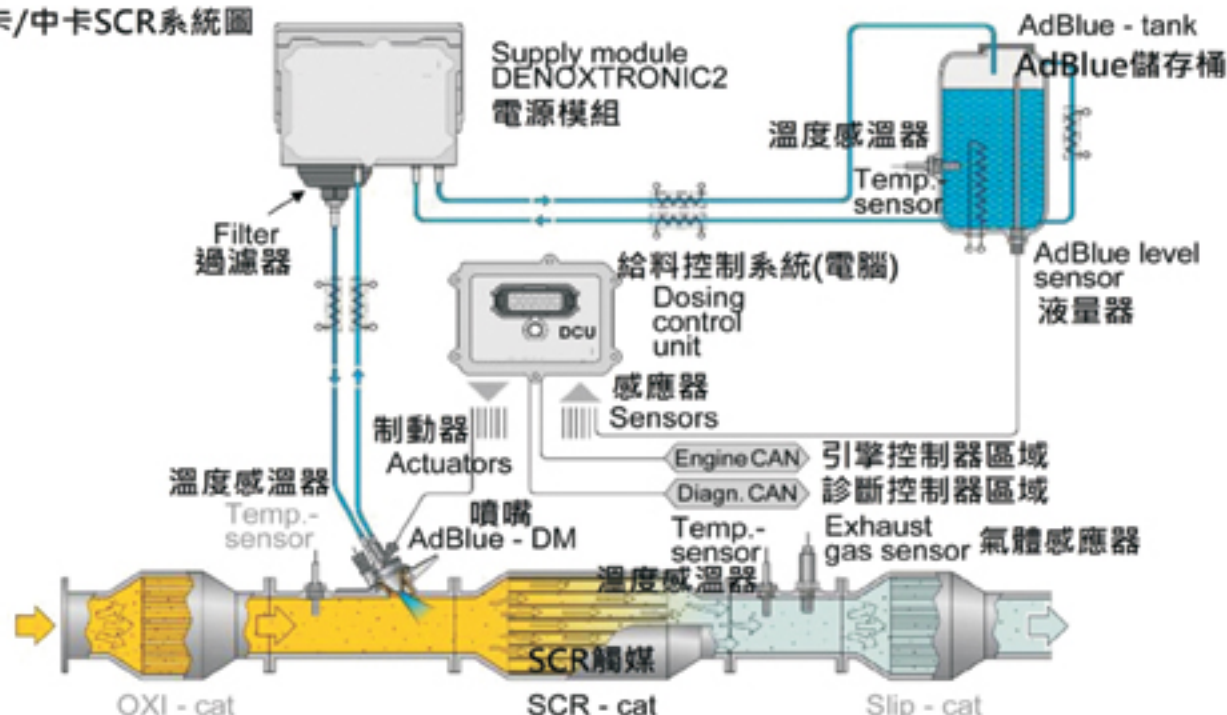 卡/中卡SCR系統圖
Supply module
DENOXTRONIC2
電源模組
AdBlue - tank
AdBlue儲存桶
溫度感溫器
Temp.-
sensor
Filter
過濾器
AdBlue level
sensor
液量器
給料控制系統(電腦)
Dosing
control
unit
DCU
感應器
Sensors
制動器
Actuators
Engine CAN
引擎控制器區域
Diagn. CAN
診斷控制器區域
溫度感溫器
Temp.-
sensor
噴嘴
AdBlue - DM
Temp.-
sensor
溫度感溫器
Exhaust
gas sensor
氣體感應器
SCR觸媒
OXI - cat
SCR - cat
Slip - cat